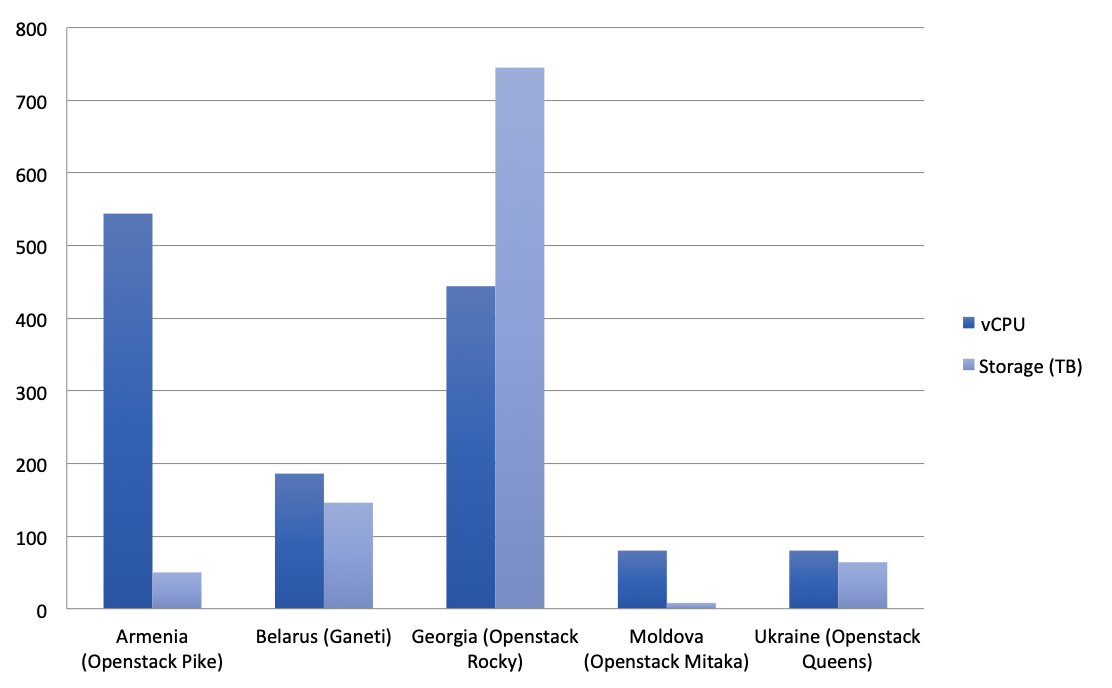 800
700
600
500
400
300
200
100
0
vCPU
Storage (TB)
Armenia
(Openstack Pike)
Belarus (Ganeti)
Georgia (Openstack
Rocky)
Moldova
(Openstack Mitaka)
Ukraine (Openstack
Queens)